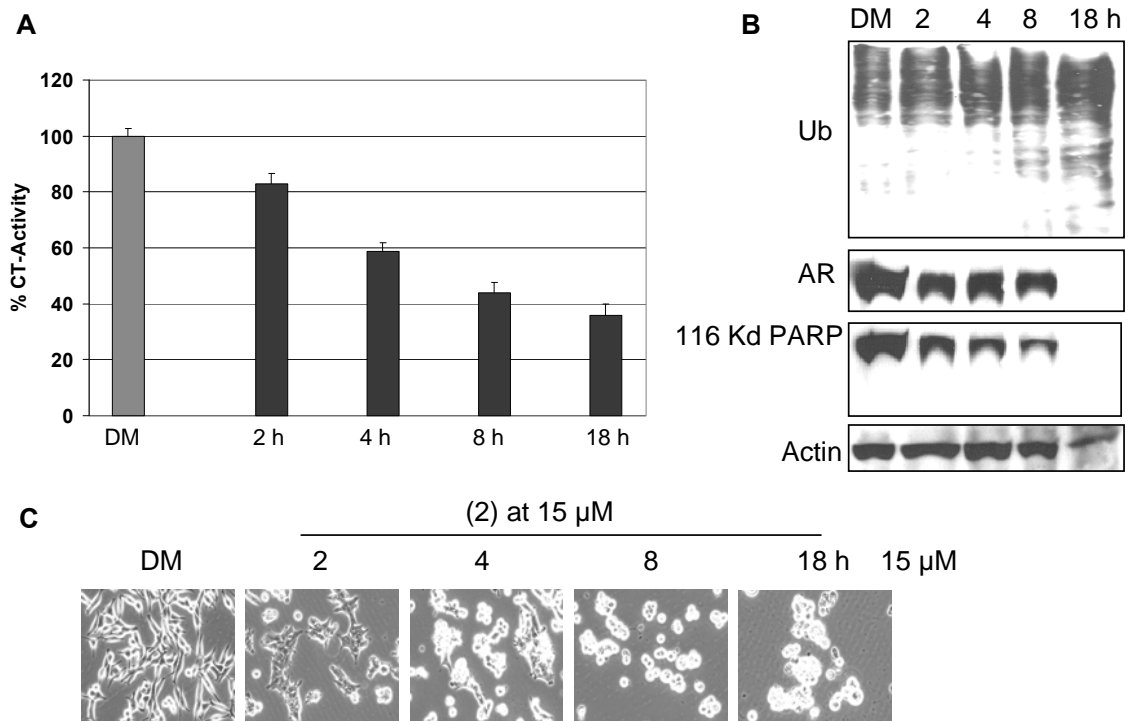 A
120
100
80
60
40
20
0
% CT-Activity
DM 2 h 4 h 8 h 18 h
B
DM 2 4 8 18 h
Ub
AR
116 Kd PARP
Actin
C
(2) at 15 µM
DM 2 4 8 18 h 15 µM